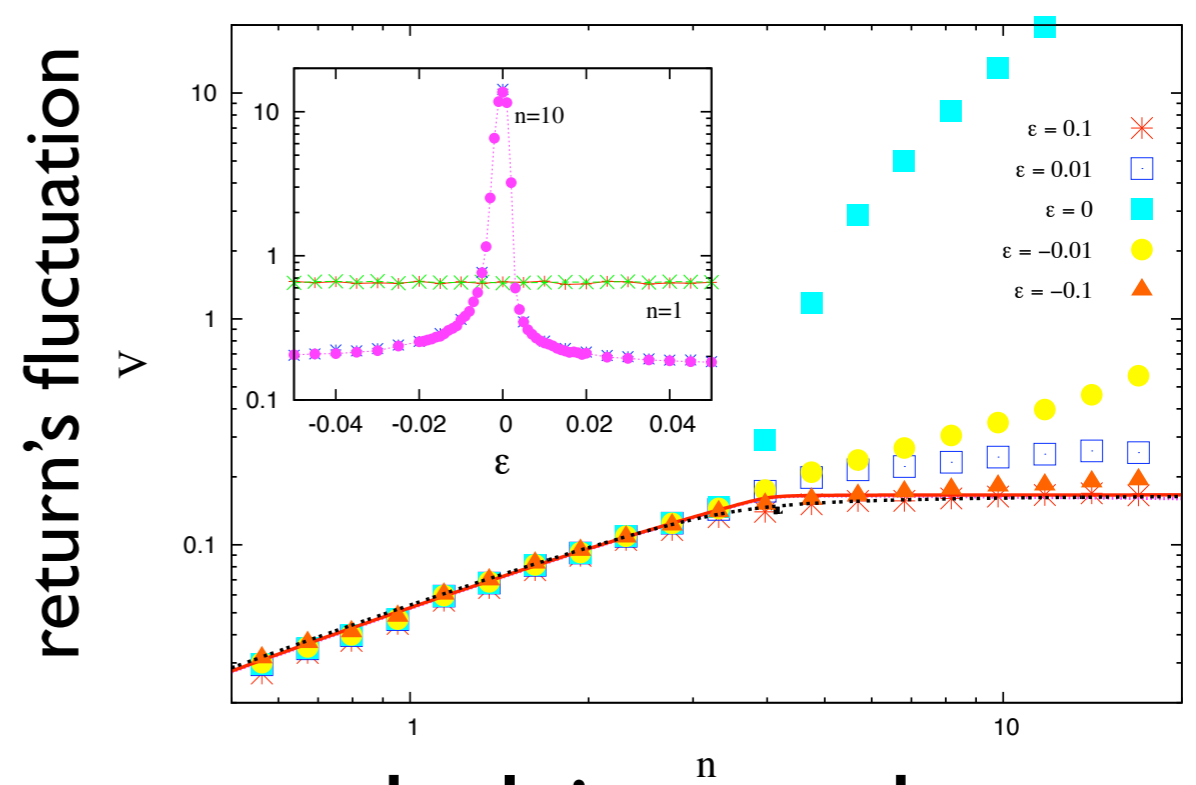 return's fluctuation
V
10
1
0.1
10
1
0.1
n=10
n=1
-0.04
-0.02
0
0.02
0.04
ε
ε = 0.1
ε = 0.01
ε = 0
ε = −0.01
ε = −0.1
1
10
n